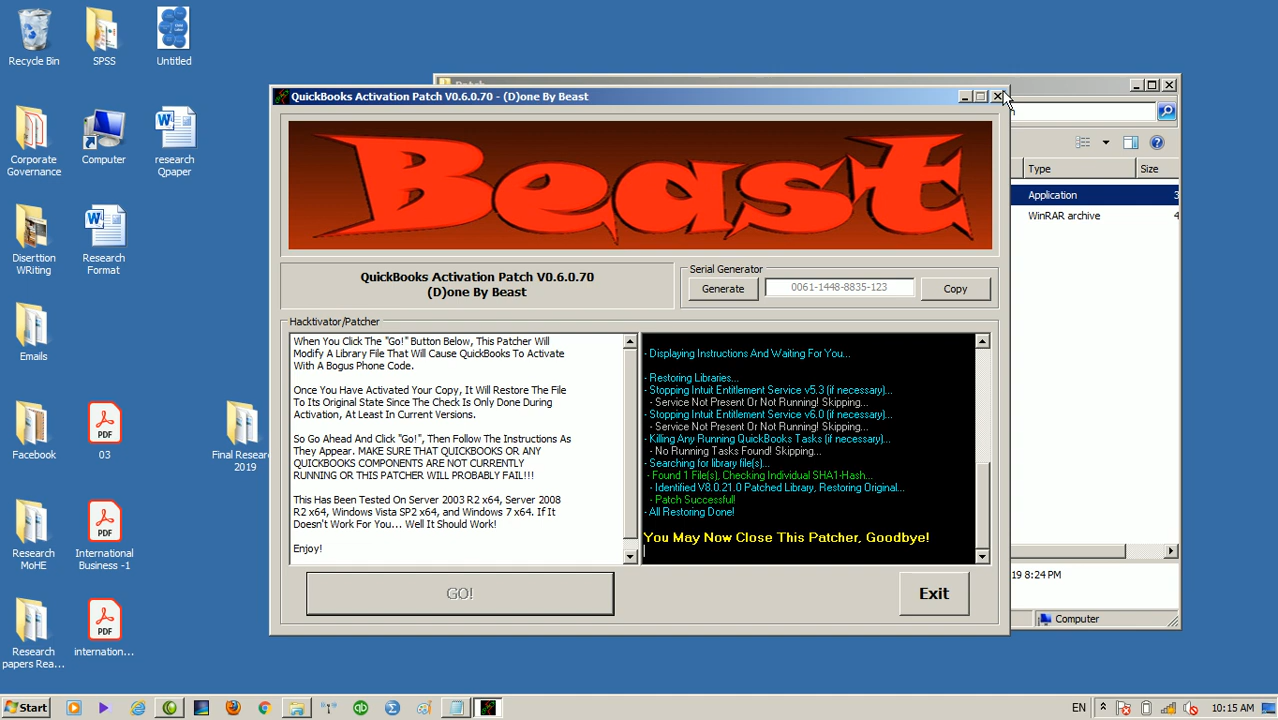 Recycle Bin
SPSS
Untitled
Corporate
Governance
Computer
research
Qpaper
Disertion
WRiting
Research
Format
Emails
Facebook
03
Final Resear
2019
Research
MoHE
International
Business -1
Research
papers Rea...
internation...
QuickBooks Activation Patch V0.6.0.70 - (D)one By Beast
Beast
QuickBooks Activation Patch V0.6.0.70
(D)one By Beast
Serial Generator
Generate
0061-1448-8835-123
Copy
Hacktivator/Patcher
When You Click The "Go!" Button Below, This Patcher Will
Modify A Library File That Will Cause QuickBooks To Activate
With A Bogus Phone Code.
Once You Have Activated Your Copy, It Will Restore The File
To Its Original State Since The Check Is Only Done During
Activation, At Least In Current Versions.
So Go Ahead And Click "Go!", Then Follow The Instructions As
They Appear. MAKE SURE THAT QUICKBOOKS OR ANY
QUICKBOOKS COMPONENTS ARE NOT CURRENTLY
RUNNING OR THIS PATCHER WILL PROBABLY FAIL!!!
This Has Been Tested On Server 2003 R2 x64, Server 2008
R2 x64, Windows Vista SP2 x64, and Windows 7 x64. If It
Doesn't Work For You... Well It Should Work!
Enjoy!
- Displaying Instructions And Waiting For You...
- Restoring Libraries...
- Stopping Intuit Entitlement Service v5.3 (if necessary)...
- Service Not Present Or Not Running! Skipping...
- Stopping Intuit Entitlement Service v6.0 (if necessary)...
- Service Not Present Or Not Running! Skipping...
- Killing Any Running QuickBooks Tasks (if necessary)...
- No Running Tasks Found! Skipping...
- Searching for library file(s)...
- Found 1 File(s), Checking Individual SHA1-Hash...
- Identified V8.0.21.0 Patched Library, Restoring Original...
- Patch Successful!
- All Restoring Done!
You May Now Close This Patcher, Goodbye!
GO!
Exit
Type
Size
Application
3
WinRAR archive
4
19 8:24 PM
Computer
Start
EN
10:15 AM